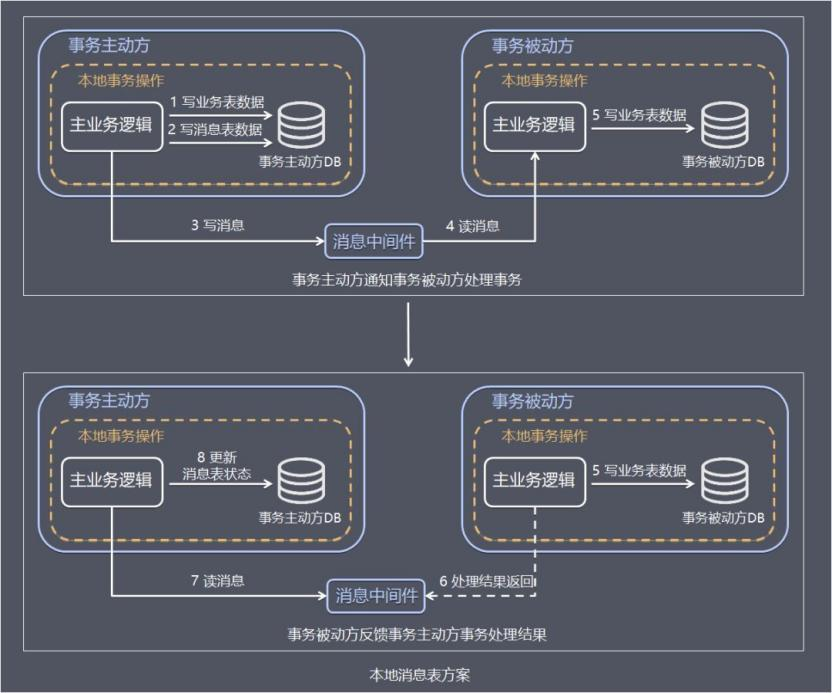 事务主动方
事务被动方
本地事务操作
本地事务操作
主业务逻辑
1 写业务表数据
2 写消息表数据
事务主动方DB
主业务逻辑
5 写业务表数据
事务被动方DB
3 写消息
消息中间件
4 读消息
事务主动方通知事务被动方处理事务
事务主动方
事务被动方
本地事务操作
本地事务操作
主业务逻辑
8 更新
消息表状态
事务主动方DB
主业务逻辑
5 写业务表数据
事务被动方DB
7 读消息
消息中间件
6 处理结果返回
事务被动方反馈事务主动方事务处理结果
本地消息表方案